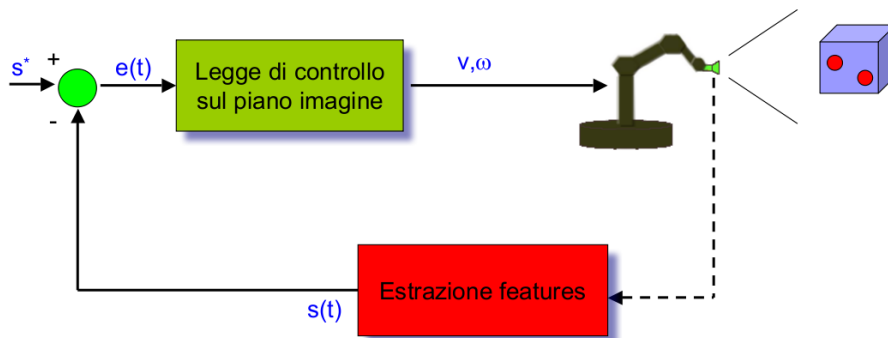 s*
+
-
e(t)
Legge di controllo
sul piano imagine
v,ω
Estrazione features
s(t)